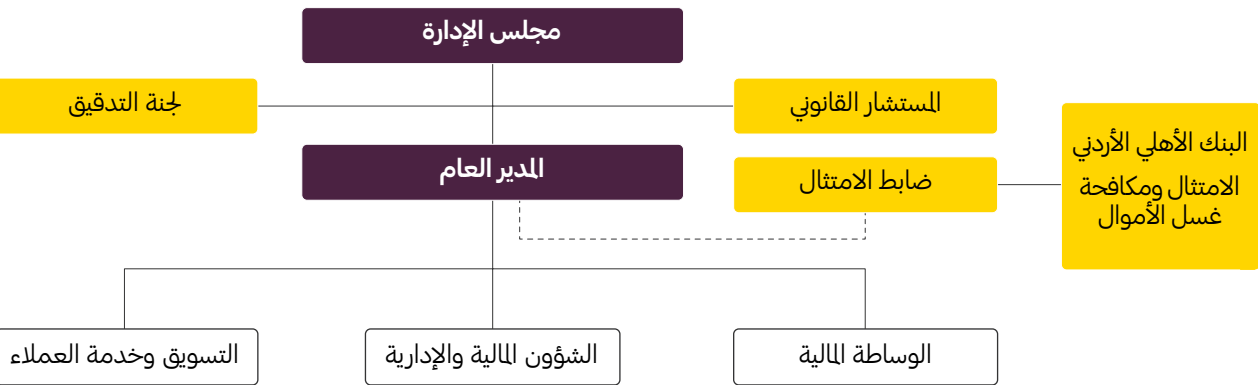 مجلس الإدارة
المستشار القانوني
لجنة التدقيق
البنك الأهلي الأردني
الامتثال ومكافحة
غسل الأموال
المدير العام
ضابط الامتثال
الوساطة المالية
الشؤون المالية والإدارية
التسويق وخدمة العملاء